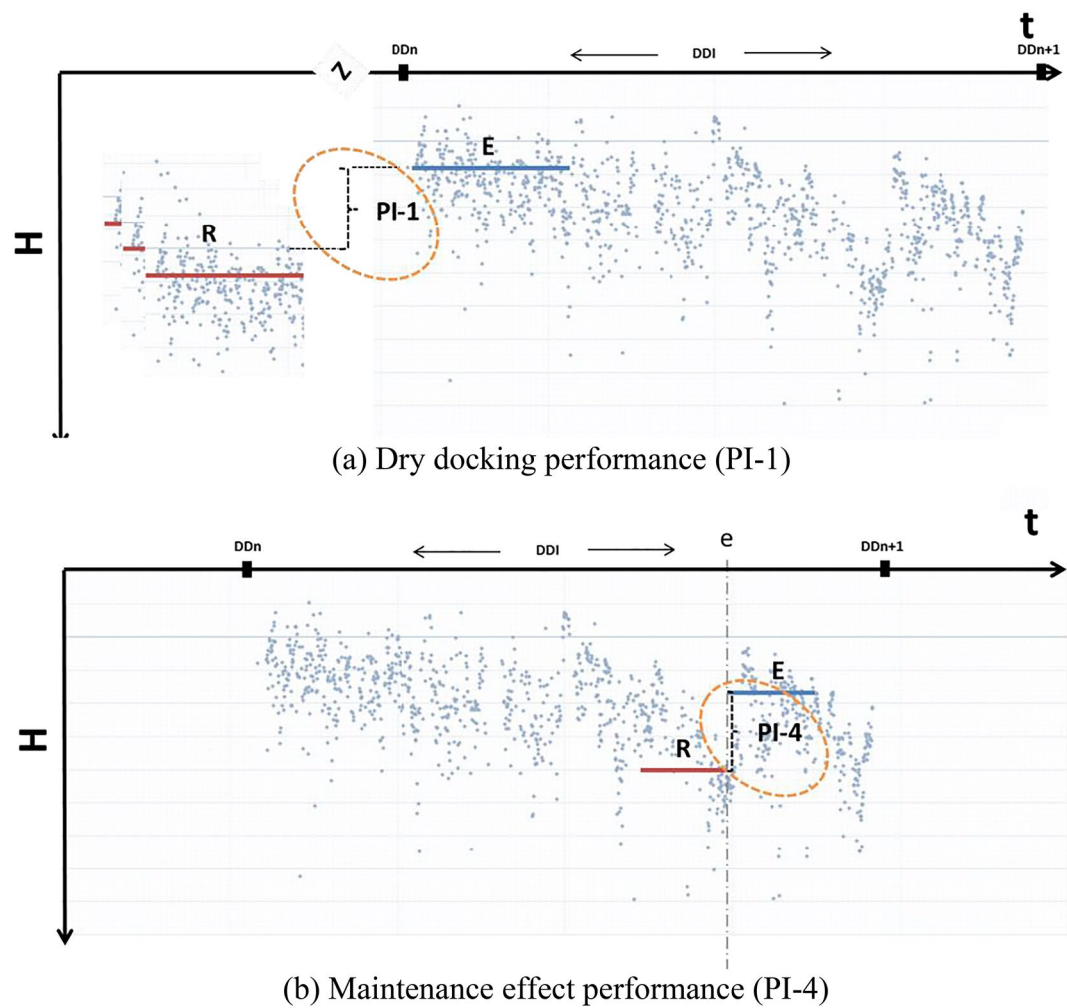 t
DDn
DDI
DDn+1
Z
H
E
R
PI-1
(a) Dry docking performance (PI-1)
t
DDn
DDI
e
DDn+1
H
E
R
PI-4
(b) Maintenance effect performance (PI-4)